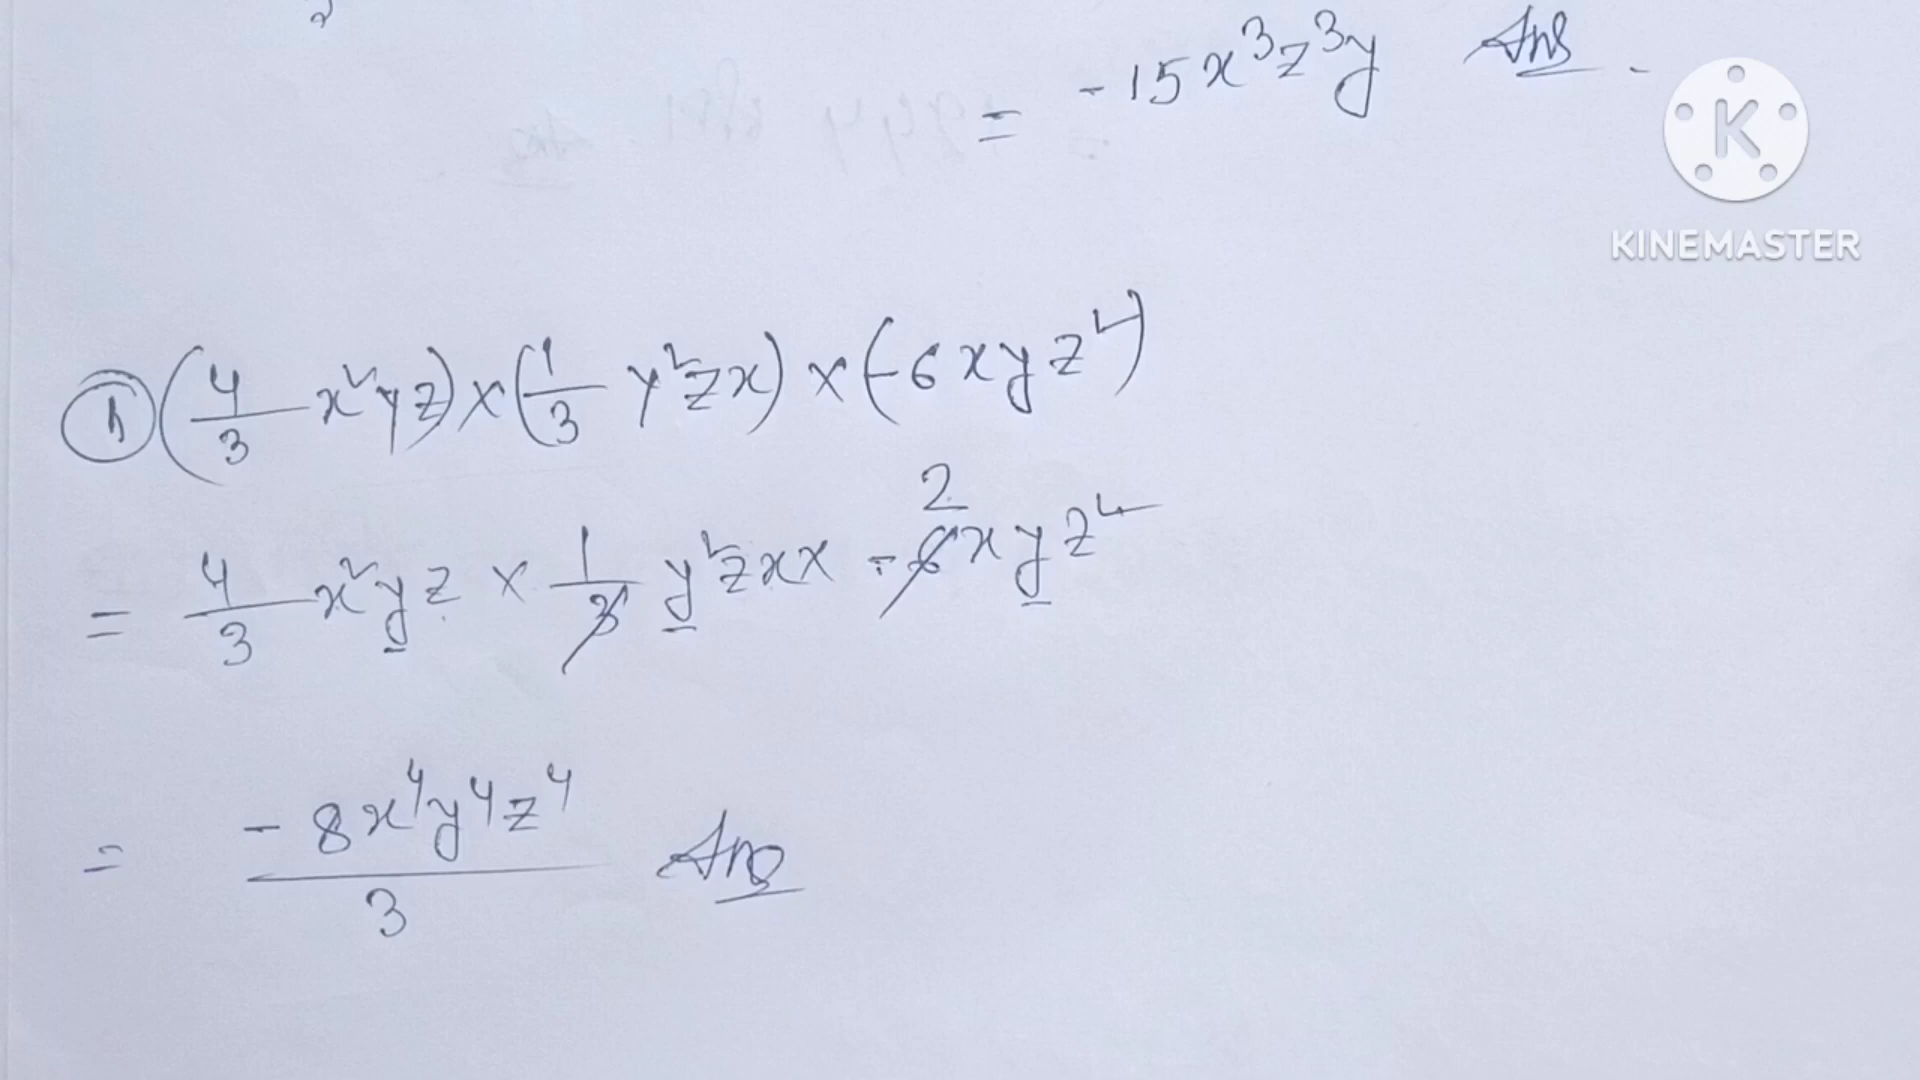 = -15x³z³y Ans.
K
KINEMASTER
(4/3 x²yz) × (1/3 y²zx) × (-6xyz⁴)
2
= 4/3 x²yz × 1/3 y²zx × -6xyz⁴
= -8x⁴y⁴z⁴/3 Ans